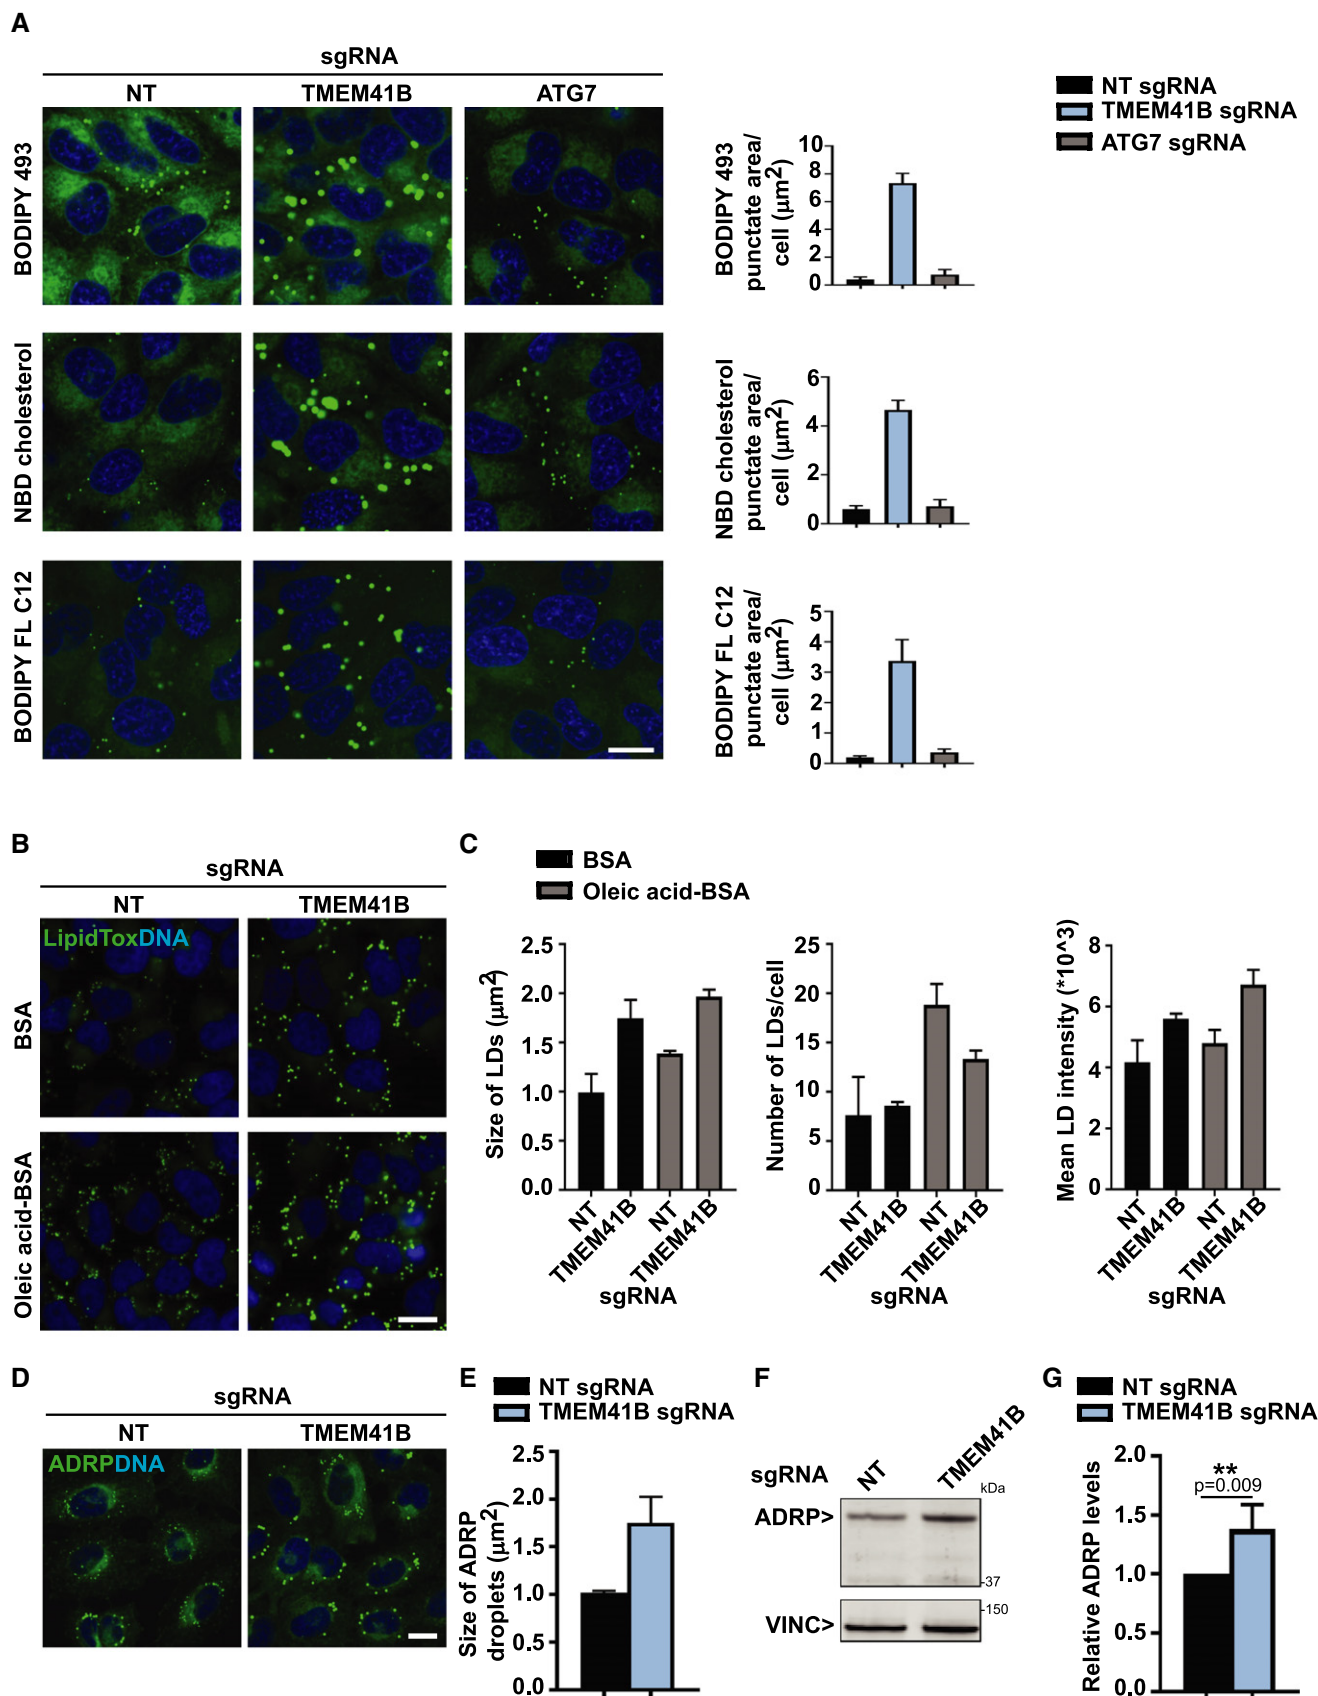 A
sgRNA
NT TMEM41B ATG7
BODIPY 493
NBD cholesterol
BODIPY FL C12
NT sgRNA
TMEM41B sgRNA
ATG7 sgRNA
BODIPY 493
punctate area/
cell (μm2)
10
8
6
4
2
0
NBD cholesterol
punctate area/
cell (μm2)
6
4
2
0
BODIPY FL C12
punctate area/
cell (μm2)
5
4
3
2
1
0
B
sgRNA
NT TMEM41B
LipidToxDNA
BSA
Oleic acid-BSA
C
BSA
Oleic acid-BSA
Size of LDs (μm2)
2.5
2.0
1.5
1.0
0.5
0.0
NT
TMEM41B
NT
TMEM41B
sgRNA
Number of LDs/cell
25
20
15
10
5
0
NT
TMEM41B
NT
TMEM41B
sgRNA
Mean LD intensity (*10^3)
8
6
4
2
0
NT
TMEM41B
NT
TMEM41B
sgRNA
D
sgRNA
NT TMEM41B
ADRPDNA
E
NT sgRNA
TMEM41B sgRNA
Size of ADRP
droplets (μm2)
2.5
2.0
1.5
1.0
0.5
0.0
F
sgRNA NT TMEM41B
kDa
ADRP>
-37
-150
VINC>
G
NT sgRNA
TMEM41B sgRNA
Relative ADRP levels
2.0
1.5
1.0
0.5
0.0
**
p=0.009